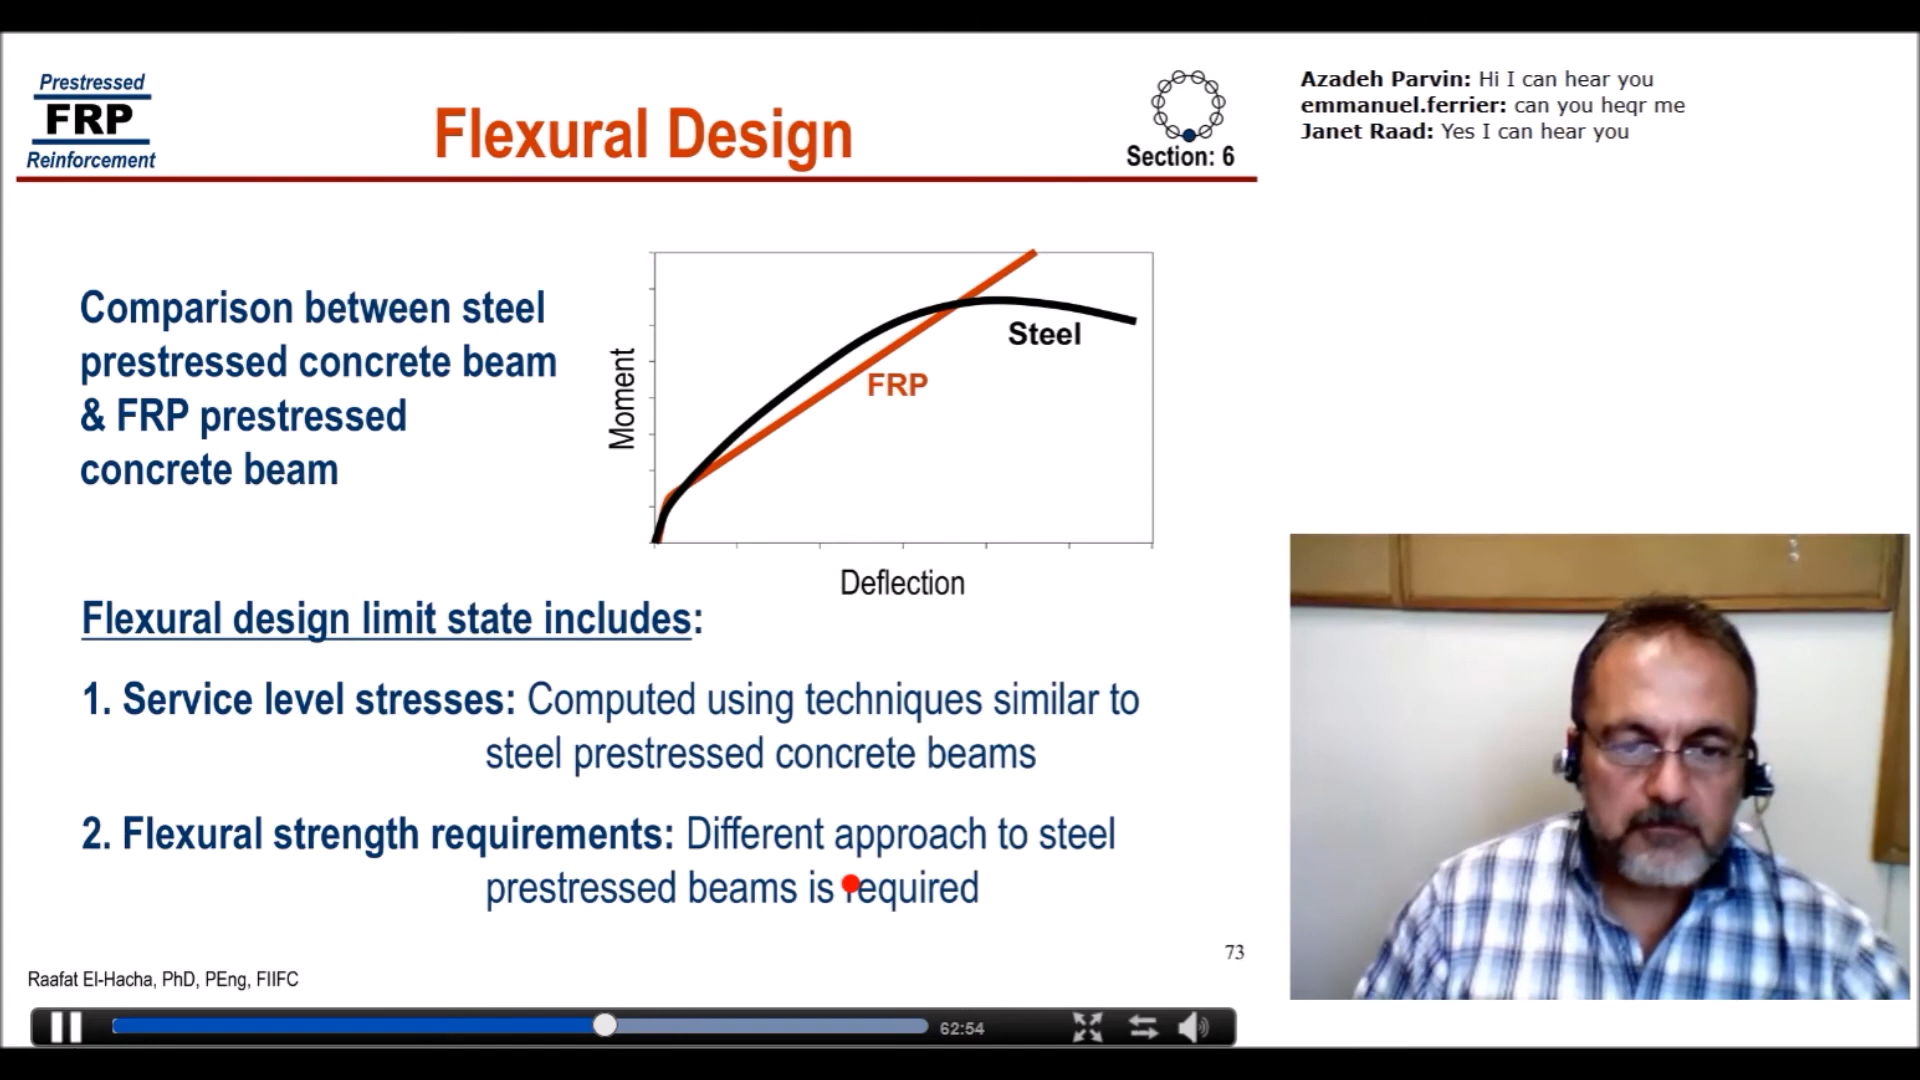 Prestressed
FRP
Reinforcement
Flexural Design
Section: 6
Azadeh Parvin: Hi I can hear you
emmanuel.ferrier: can you heqr me
Janet Raad: Yes I can hear you
Comparison between steel
prestressed concrete beam
& FRP prestressed
concrete beam
Moment
Steel
FRP
Deflection
Flexural design limit state includes:
1. Service level stresses: Computed using techniques similar to
steel prestressed concrete beams
2. Flexural strength requirements: Different approach to steel
prestressed beams is required
73
Raafat El-Hacha, PhD, PEng, FIIFC
62:54